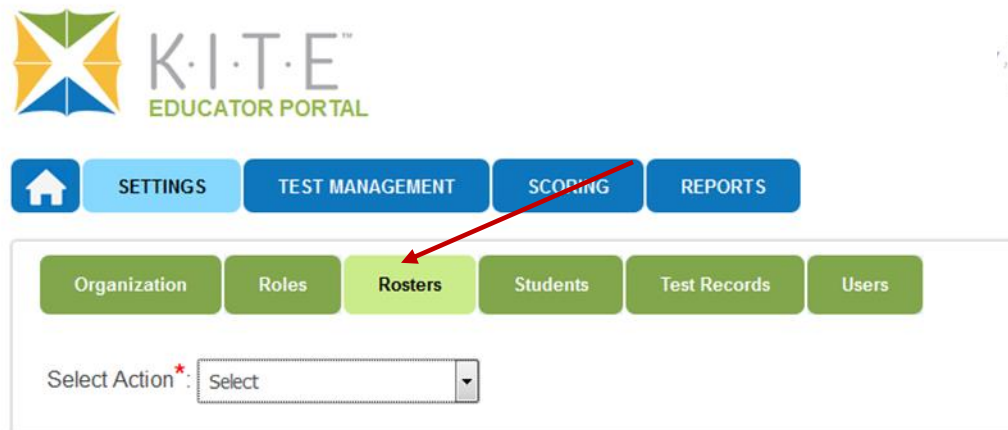 K·I·T·E™
EDUCATOR PORTAL
SETTINGS TEST MANAGEMENT SCORING REPORTS
Organization Roles Rosters Students Test Records Users
Select Action*: Select